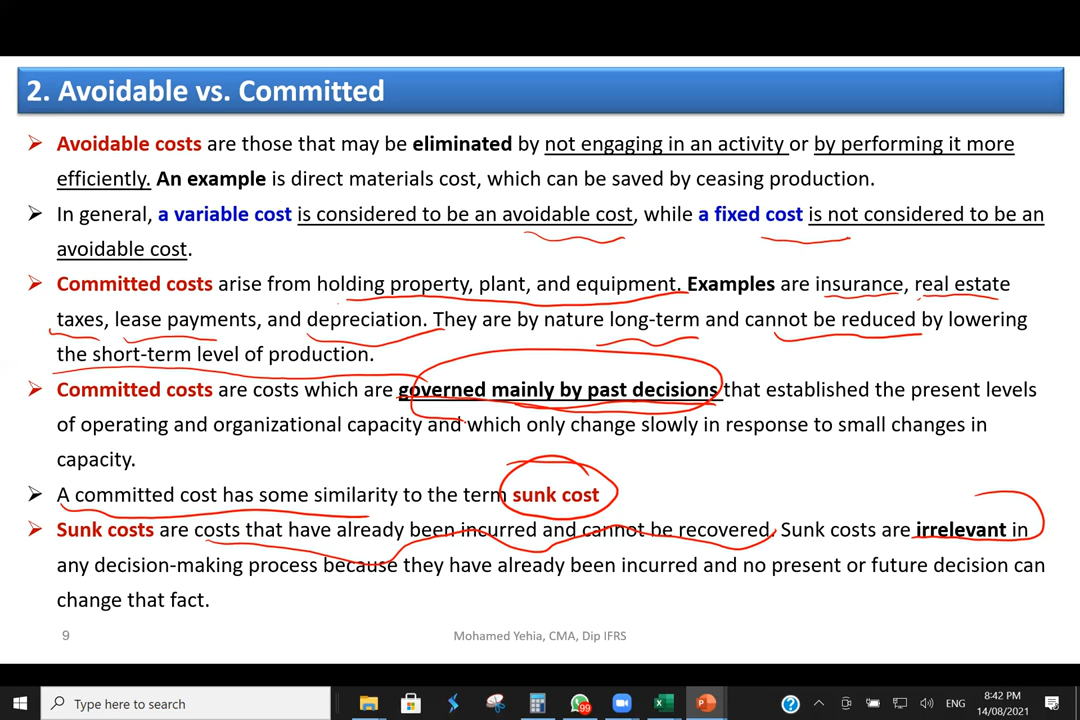 2. Avoidable vs. Committed
Avoidable costs are those that may be eliminated by not engaging in an activity or by performing it more
efficiently. An example is direct materials cost, which can be saved by ceasing production.
In general, a variable cost is considered to be an avoidable cost, while a fixed cost is not considered to be an
avoidable cost.
Committed costs arise from holding property, plant, and equipment. Examples are insurance, real estate
taxes, lease payments, and depreciation. They are by nature long-term and cannot be reduced by lowering
the short-term level of production.
Committed costs are costs which are governed mainly by past decisions that established the present levels
of operating and organizational capacity and which only change slowly in response to small changes in
capacity.
A committed cost has some similarity to the term sunk cost
Sunk costs are costs that have already been incurred and cannot be recovered. Sunk costs are irrelevant in
any decision-making process because they have already been incurred and no present or future decision can
change that fact.
9
Mohamed Yehia, CMA, Dip IFRS
Type here to search
99
ENG
8:42 PM
14/08/2021